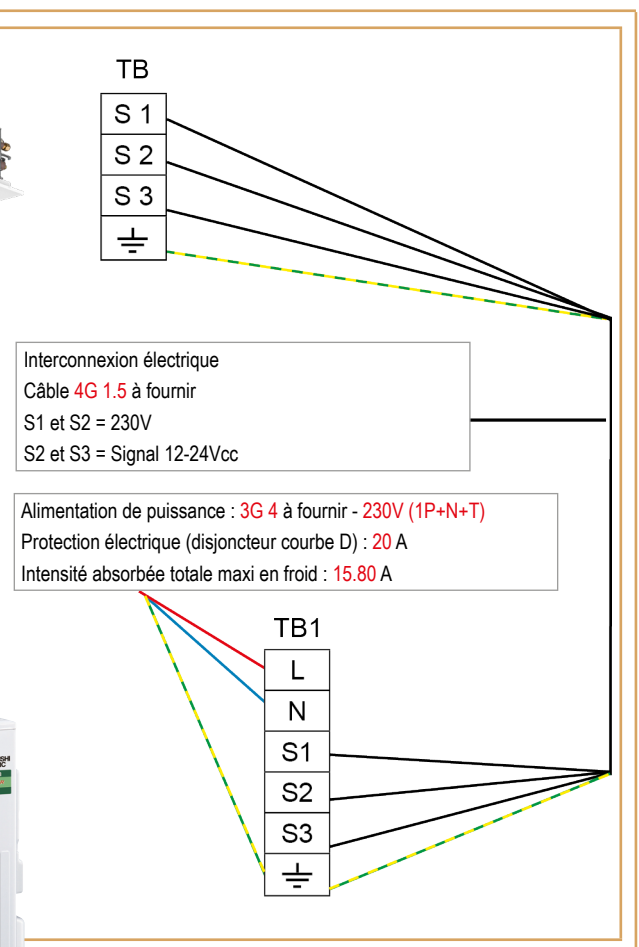 TB
S 1
S 2
S 3
Interconnexion électrique
Câble 4G 1.5 à fournir
S1 et S2 = 230V
S2 et S3 = Signal 12-24Vcc
Alimentation de puissance : 3G 4 à fournir - 230V (1P+N+T)
Protection électrique (disjoncteur courbe D) : 20 A
Intensité absorbée totale maxi en froid : 15.80 A
TB1
L
N
S1
S2
S3